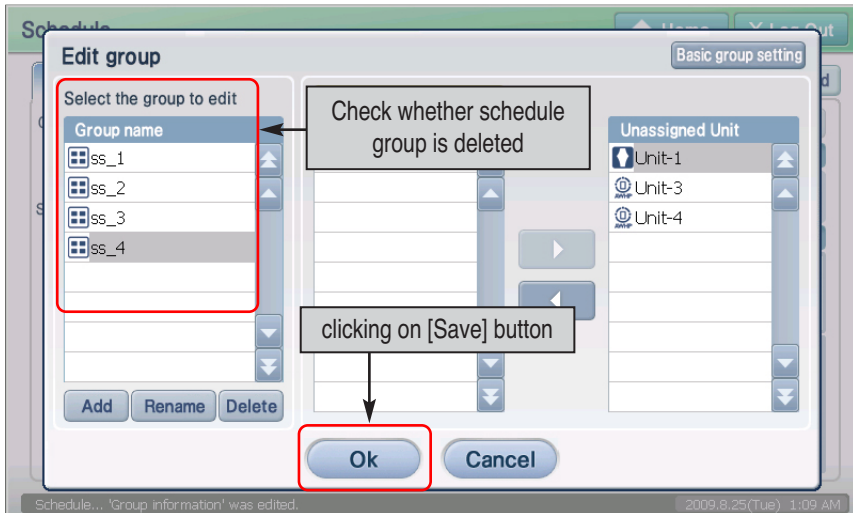 Schedule
Home
X Log Out
Edit group
Basic group setting
Select the group to edit
Group name
ss_1
ss_2
ss_3
ss_4
Add
Rename
Delete
Check whether schedule
group is deleted
Unassigned Unit
Unit-1
Unit-3
Unit-4
clicking on [Save] button
Ok
Cancel
Schedule... 'Group information' was edited.
2009.8.25(Tue) 1:09 AM